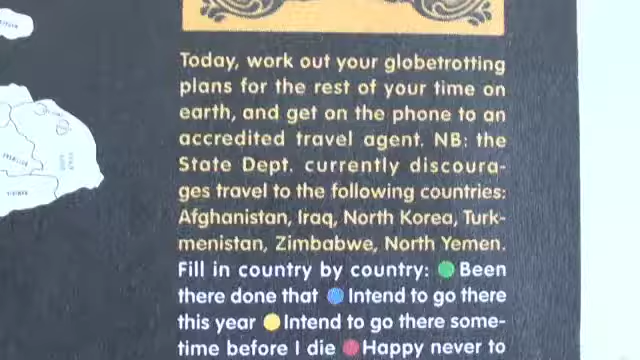 Today, work out your globetrotting
plans for the rest of your time on
earth, and get on the phone to an
accredited travel agent. NB: the
State Dept. currently discoura-
ges travel to the following countries:
Afghanistan, Iraq, North Korea, Turk-
menistan, Zimbabwe, North Yemen.
Fill in country by country: Been
there done that Intend to go there
this year Intend to go there some-
time before I die Happy never to